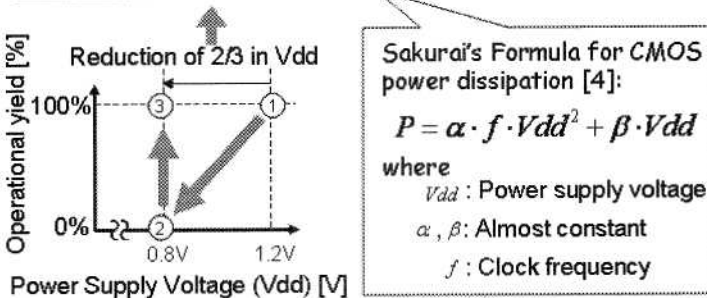 Operational yield [%]
Reduction of 2/3 in Vdd
100%
3
1
0%
2
0.8V
1.2V
Power Supply Voltage (Vdd) [V]
Sakurai's Formula for CMOS
power dissipation [4]:
P = α · f · Vdd² + β · Vdd
where
Vdd : Power supply voltage
α , β: Almost constant
f : Clock frequency